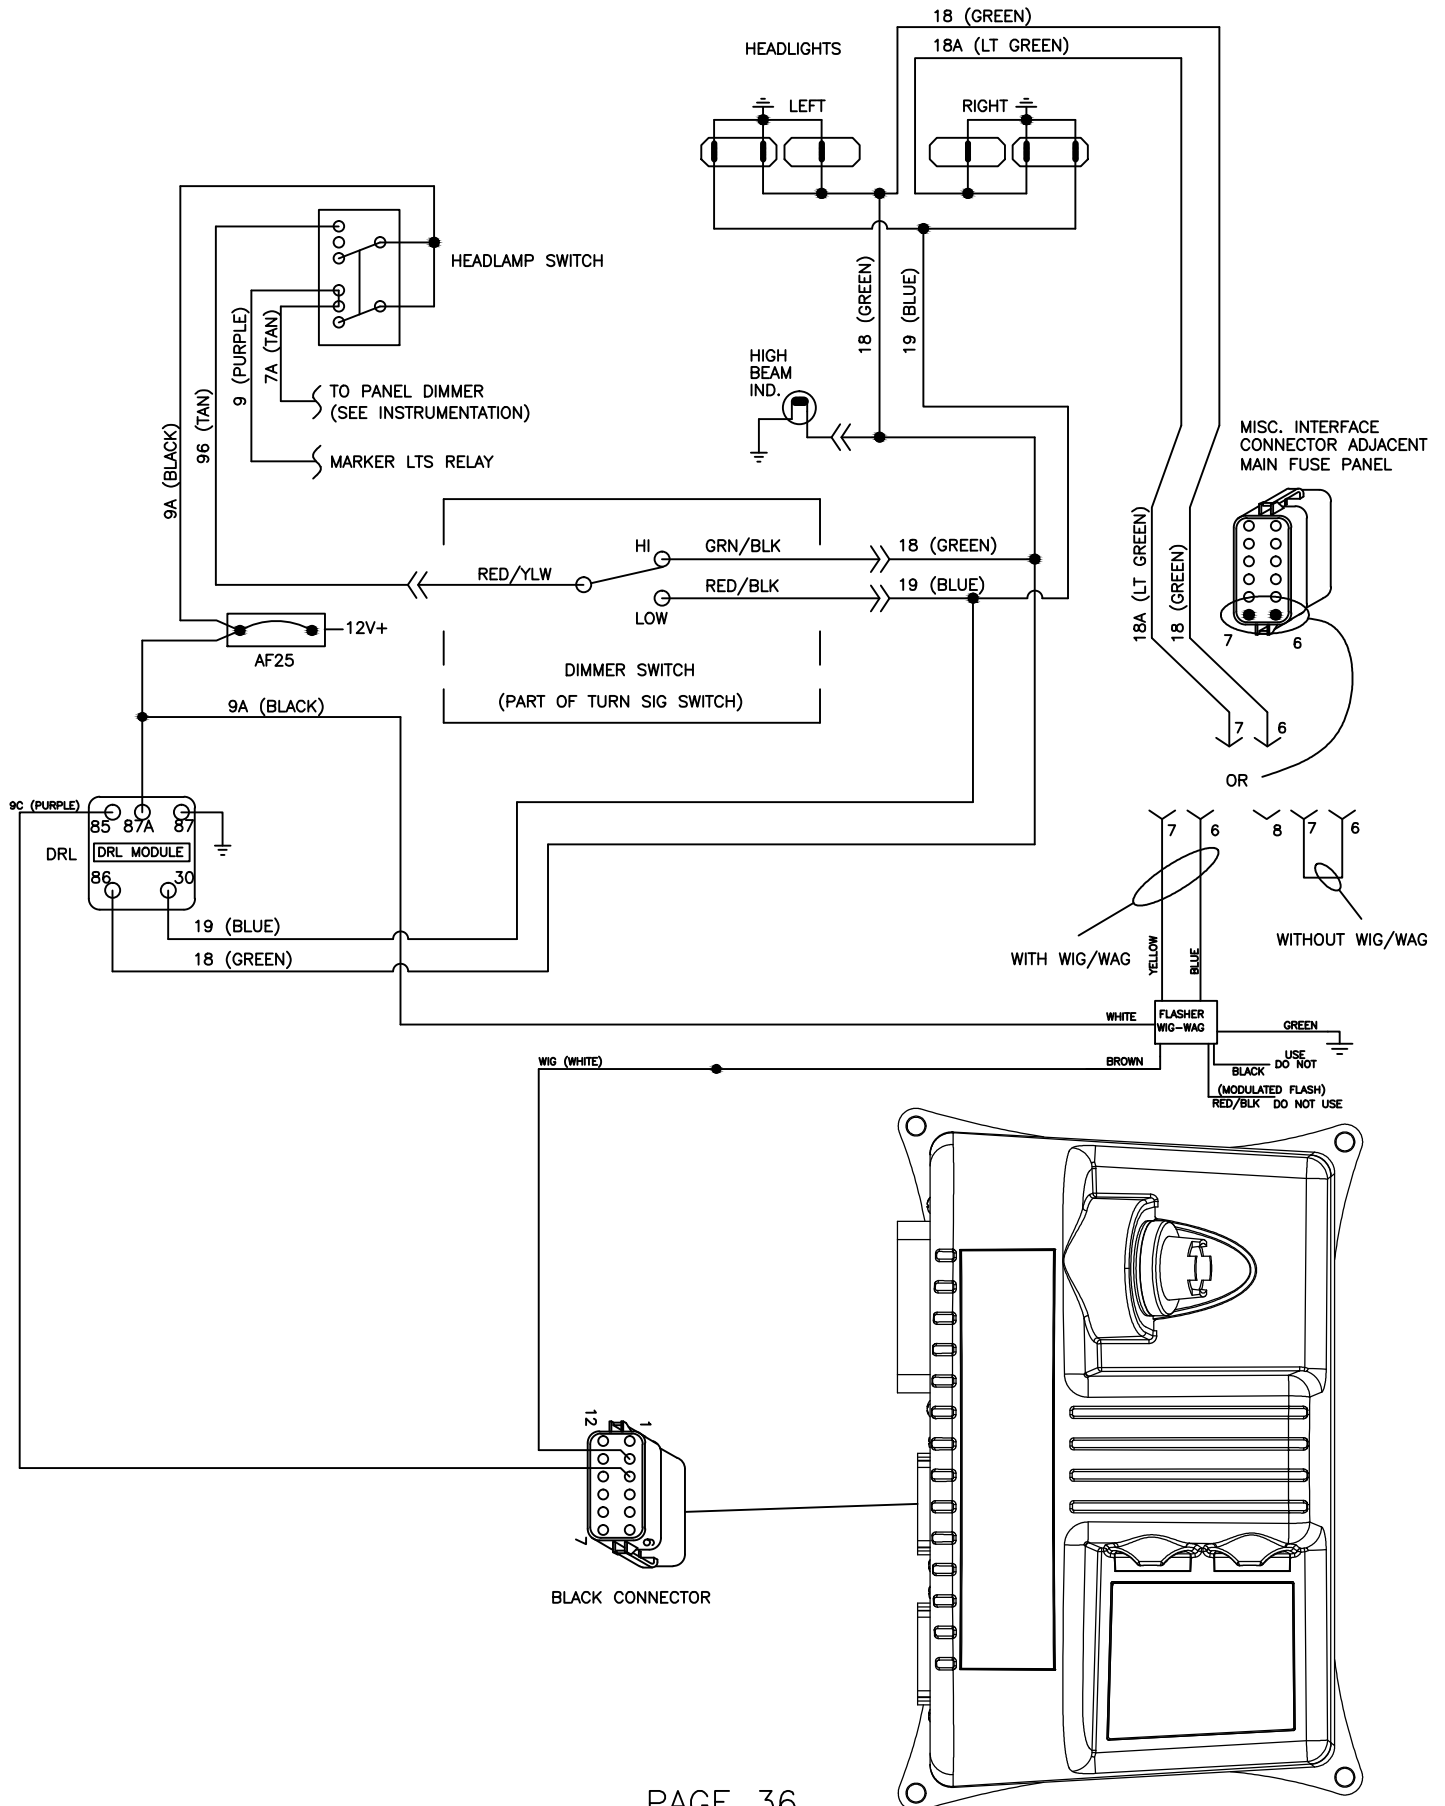 18 (GREEN)
18A (LT GREEN)
HEADLIGHTS
LEFT
RIGHT
HEADLAMP SWITCH
9A (BLACK)
96 (TAN)
9 (PURPLE)
7A (TAN)
TO PANEL DIMMER
(SEE INSTRUMENTATION)
MARKER LTS RELAY
18 (GREEN)
19 (BLUE)
HIGH
BEAM
IND.
MISC. INTERFACE
CONNECTOR ADJACENT
MAIN FUSE PANEL
7
6
18A (LT GREEN)
18 (GREEN)
HI
GRN/BLK
18 (GREEN)
RED/YLW
RED/BLK
19 (BLUE)
LOW
DIMMER SWITCH
(PART OF TURN SIG SWITCH)
12V+
AF25
9A (BLACK)
7
6
OR
9C (PURPLE)
85
87A
87
DRL
DRL MODULE
86
30
19 (BLUE)
18 (GREEN)
7
6
8
7
6
WITH WIG/WAG
WITHOUT WIG/WAG
YELLOW
BLUE
WHITE
FLASHER
WIG-WAG
GREEN
WIG (WHITE)
BROWN
USE
DO NOT
BLACK
(MODULATED FLASH)
RED/BLK DO NOT USE
12
1
7
6
BLACK CONNECTOR
PAGE 36